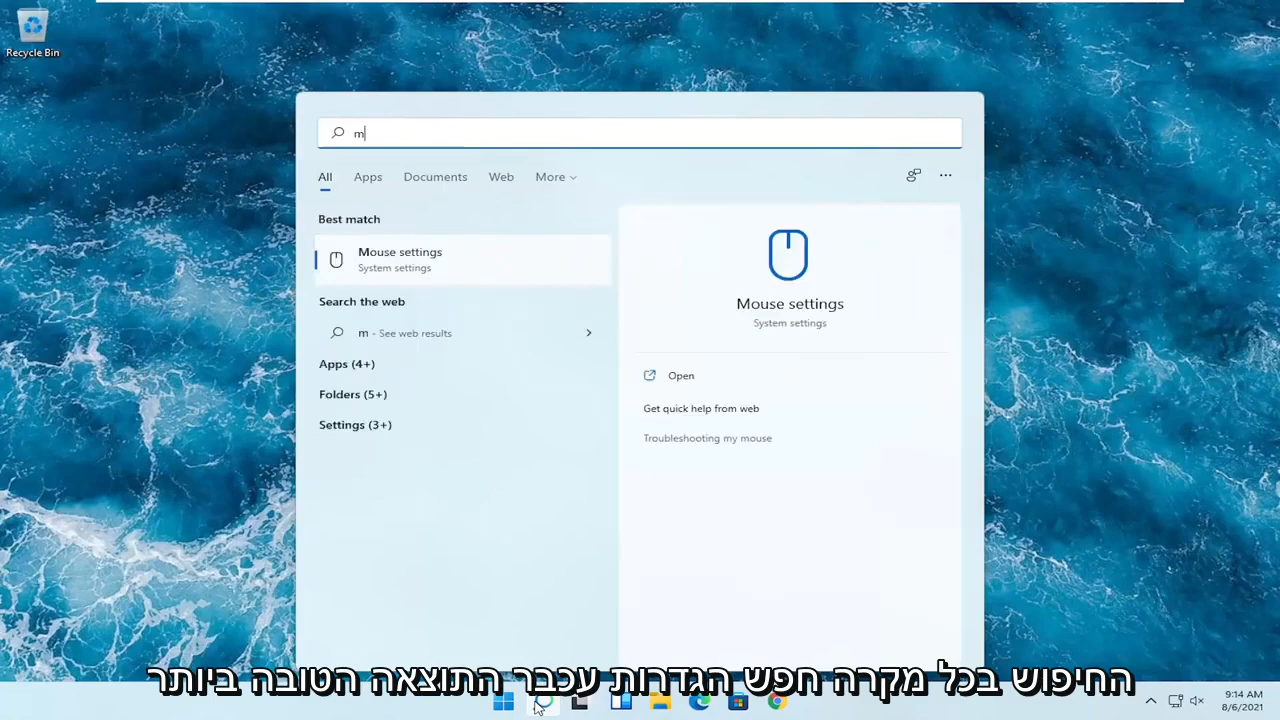 Recycle Bin
m
All Apps Documents Web More
Best match
Mouse settings
System settings
Search the web
m - See web results
Apps (4+)
Folders (5+)
Settings (3+)
Mouse settings
System settings
Open
Get quick help from web
Troubleshooting my mouse
החיפוש בכל מקרה חפש הגדרות עכבר התוצאה הטובה ביותר
9:14 AM
8/6/2021